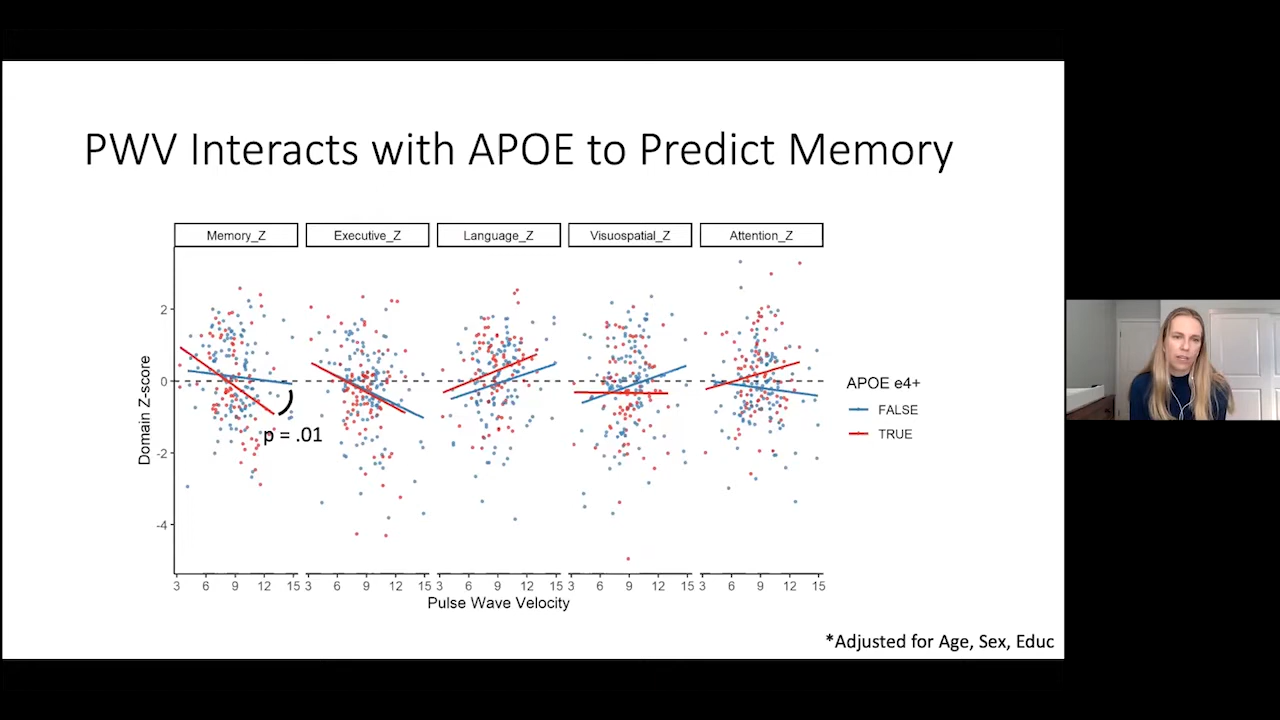 PWV Interacts with APOE to Predict Memory
Memory_Z Executive_Z Language_Z Visuospatial_Z Attention_Z
Domain Z-score
2
0
-2
-4
p = .01
APOE e4+
FALSE
TRUE
3 6 9 12 15 3 6 9 12 15 3 6 9 12 15 3 6 9 12 15 3 6 9 12 15
Pulse Wave Velocity
*Adjusted for Age, Sex, Educ